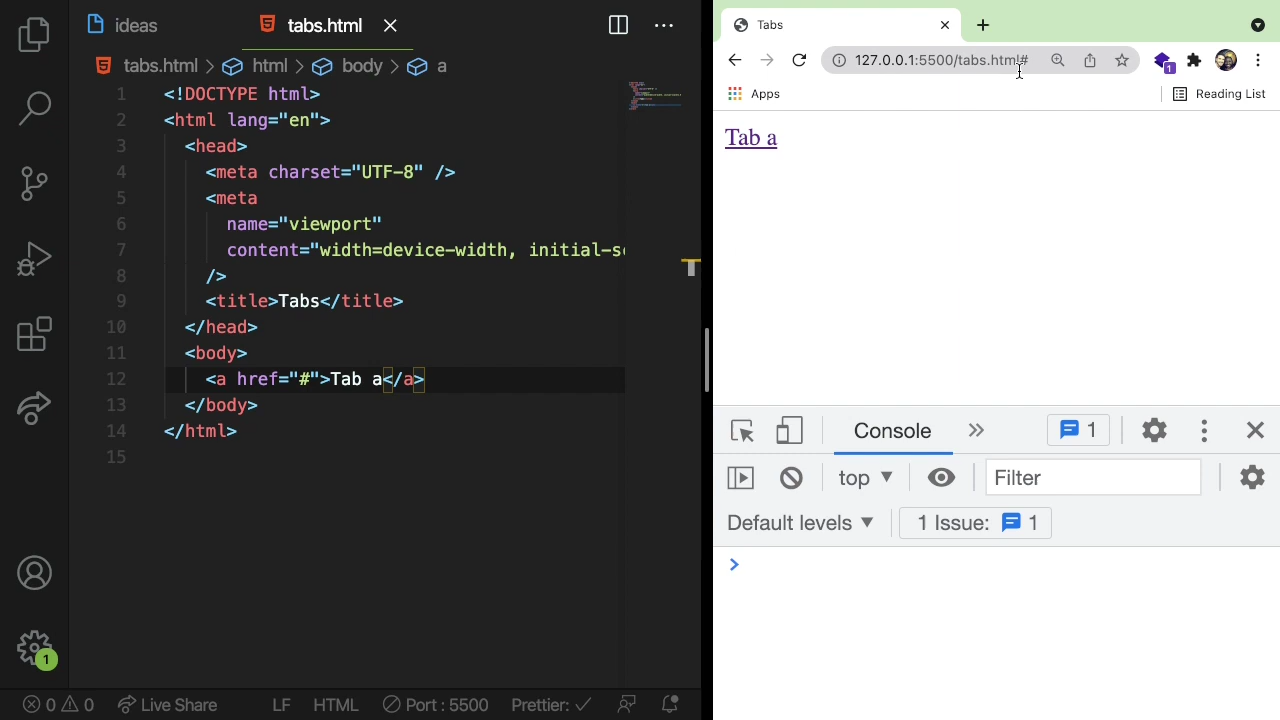 ideas
tabs.html
tabs.html > html > body > a
1 <!DOCTYPE html>
2 <html lang="en">
3 <head>
4 <meta charset="UTF-8" />
5 <meta
6 name="viewport"
7 content="width=device-width, initial-sc
8 />
9 <title>Tabs</title>
10 </head>
11 <body>
12 <a href="#">Tab a</a>
13 </body>
14 </html>
15
1
0 0 Live Share LF HTML Port : 5500 Prettier:
Tabs
127.0.0.1:5500/tabs.html#
1
Apps
Reading List
Tab a
Console 1
top Filter
Default levels 1 Issue: 1